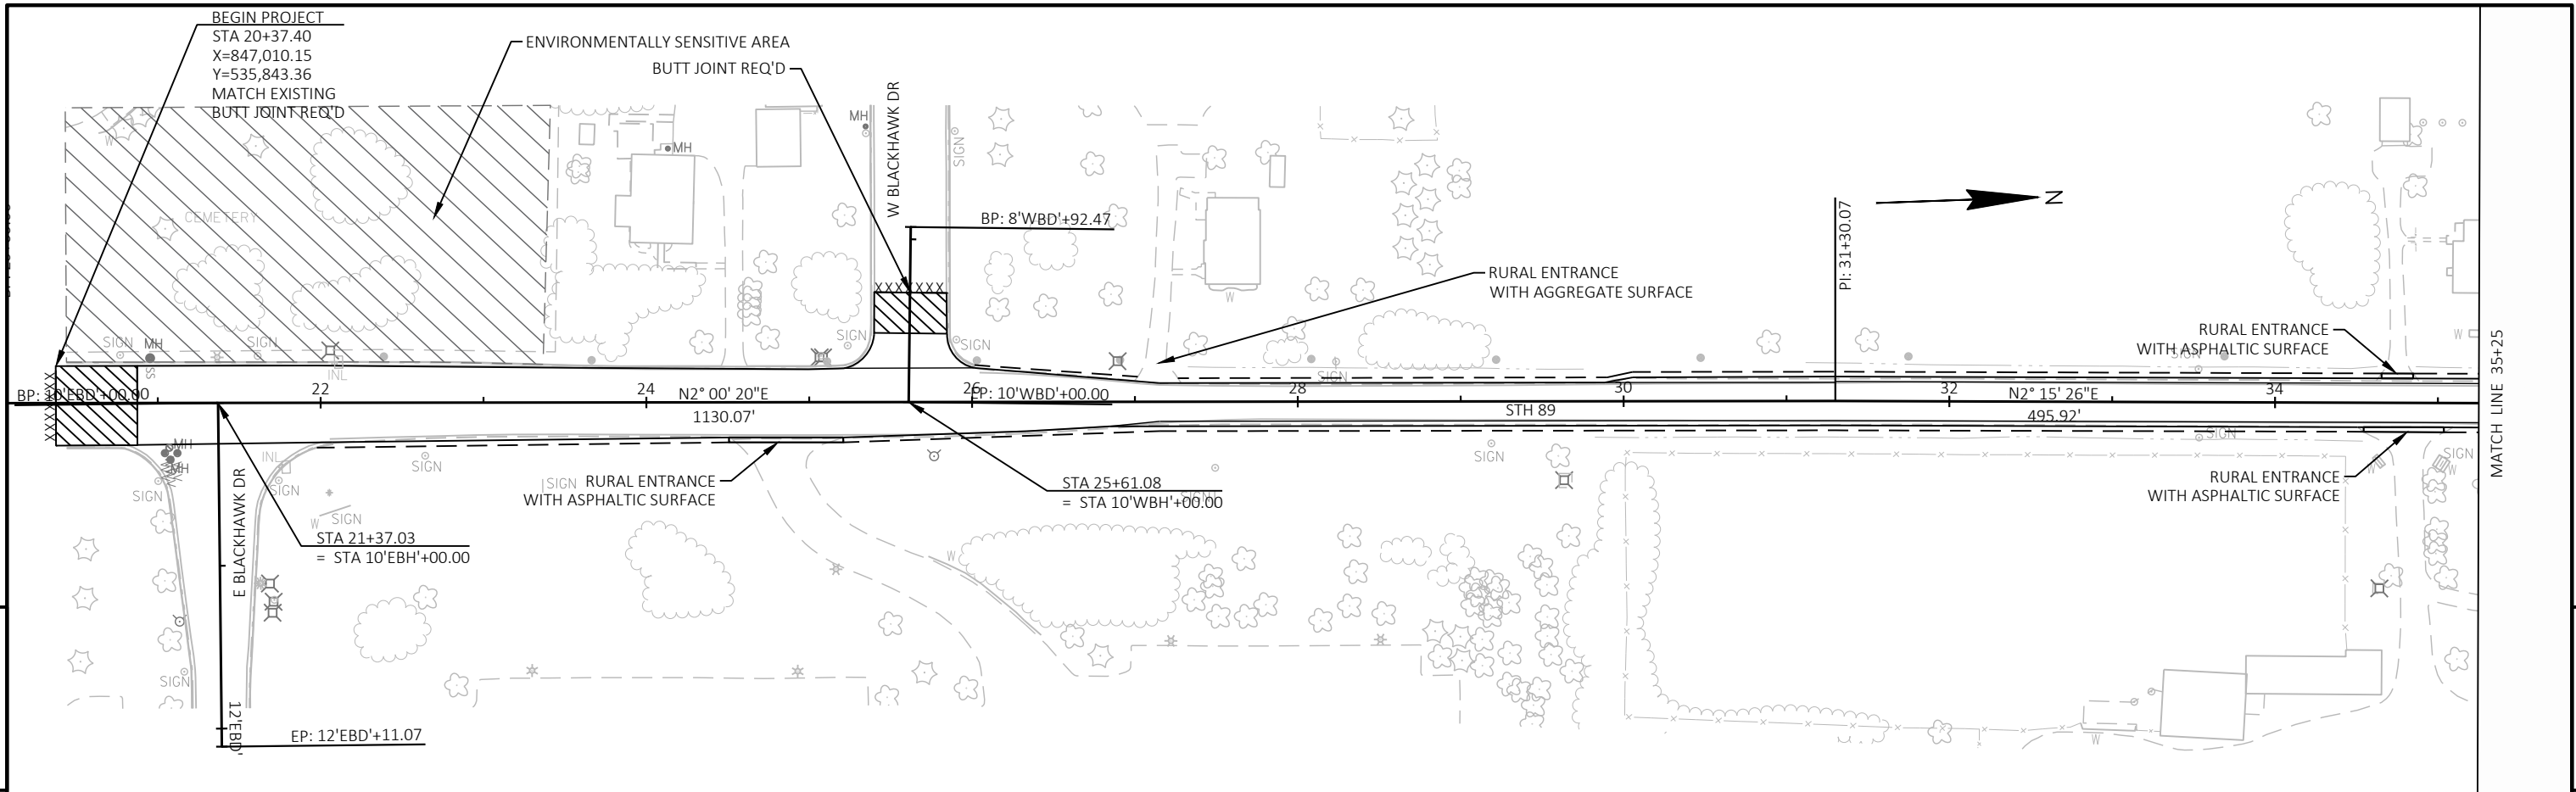 BEGIN PROJECT
STA 20+37.40
X=847,010.15
Y=535,843.36
MATCH EXISTING
BUTT JOINT REQ'D
ENVIRONMENTALLY SENSITIVE AREA
BUTT JOINT REQ'D
W BLACKHAWK DR
MH
MH
SIGN
W
CEMETERY
BP: 8'WBD'+92.47
RURAL ENTRANCE
WITH AGGREGATE SURFACE
W
PI: 31+30.07
N
RURAL ENTRANCE
WITH ASPHALTIC SURFACE
SIGN
W
MATCH LINE 35+25
SIGN
MH
SS
SIGN
INL
SIGN
SIGN
SIGN
BP: 10'EBD'+00.00
22
24
N2° 00' 20"E
1130.07'
26
EP: 10'WBD'+00.00
28
30
STH 89
32
N2° 15' 26"E
495.92'
34
MH
MH
INL
SIGN
SIGN
SIGN
SIGN
W
SIGN
RURAL ENTRANCE
WITH ASPHALTIC SURFACE
STA 25+61.08
= STA 10'WBH'+00.00
SIGN
SIGN
SIGN
SIGN
W
W
RURAL ENTRANCE
WITH ASPHALTIC SURFACE
STA 21+37.03
= STA 10'EBH'+00.00
W
E BLACKHAWK DR
SIGN
12'EBD'
EP: 12'EBD'+11.07
W